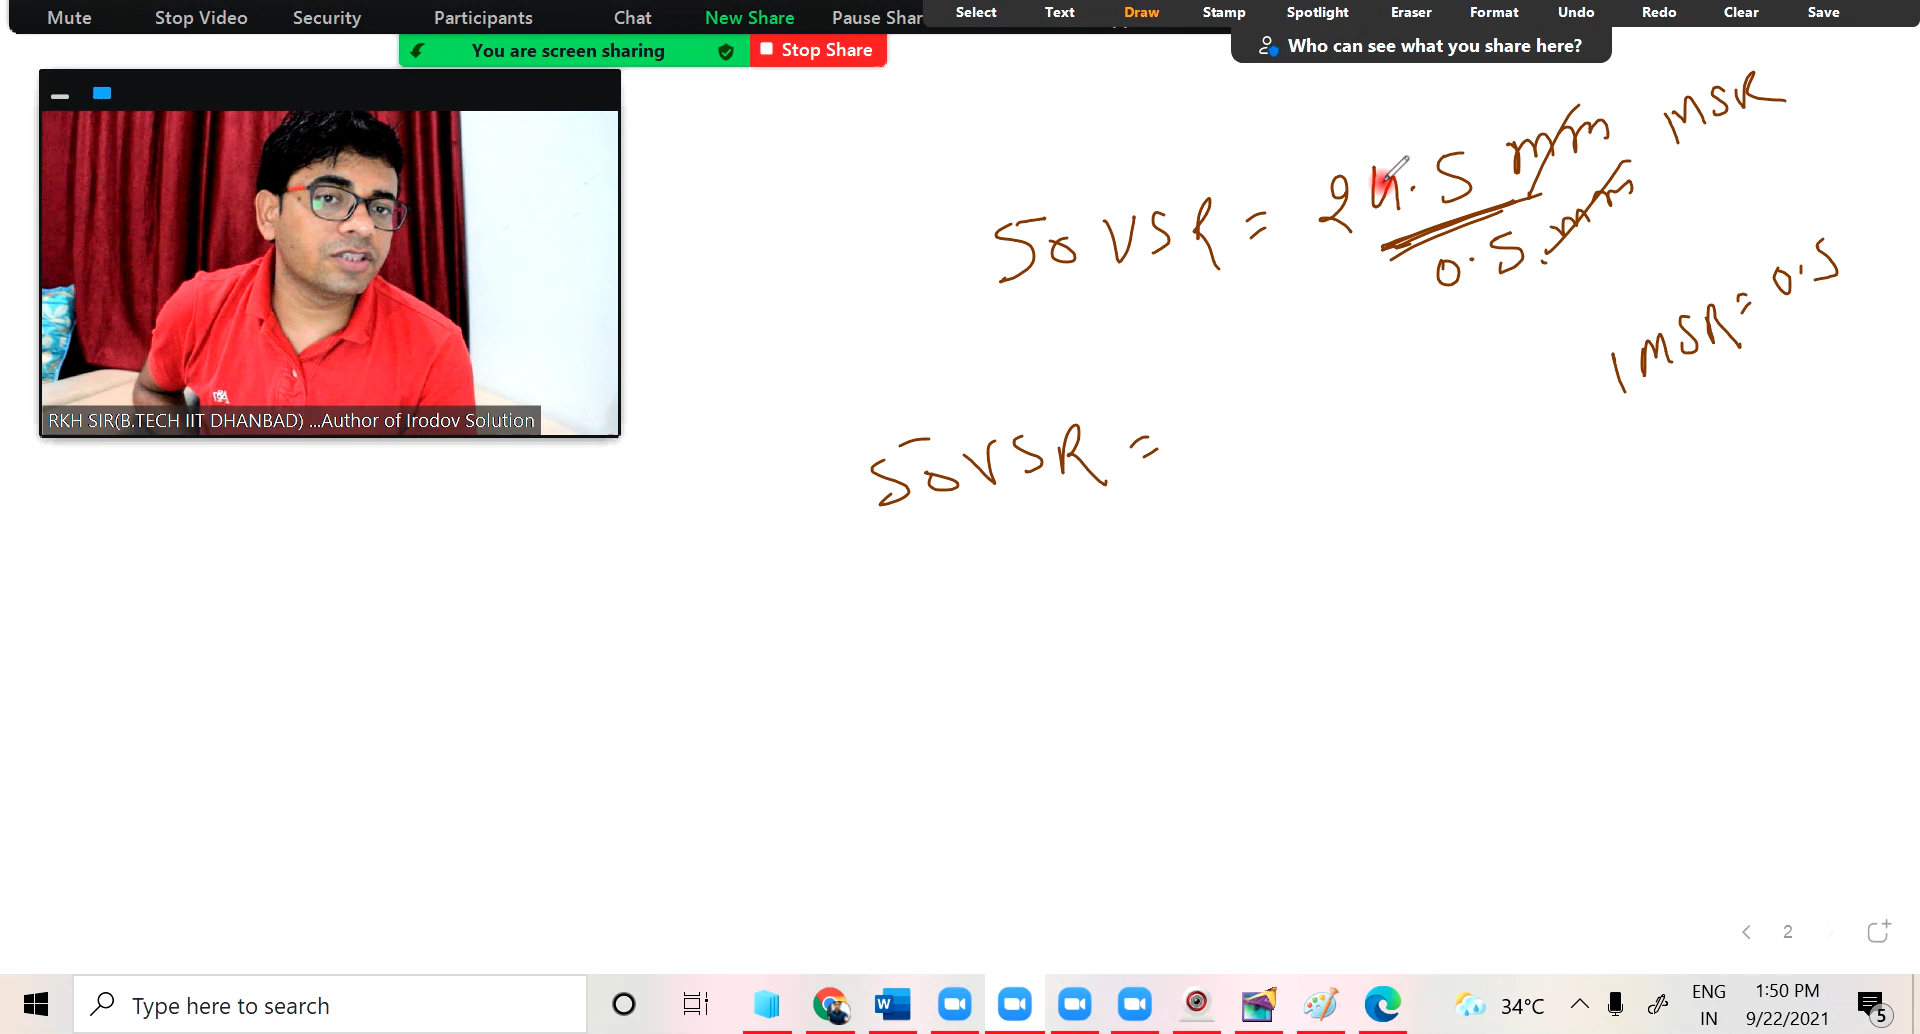 Mute Stop Video Security Participants Chat New Share Pause Shar
Select Text Draw Stamp Spotlight Eraser Format Undo Redo Clear Save
You are screen sharing Stop Share
Who can see what you share here?
50 VSR = 24.5 mm MSR
0.5 mm
1 MSR = 0.5
50 VSR =
RKH SIR(B.TECH IIT DHANBAD) ...Author of Irodov Solution
2
Type here to search
34°C
ENG
IN
1:50 PM
9/22/2021
5